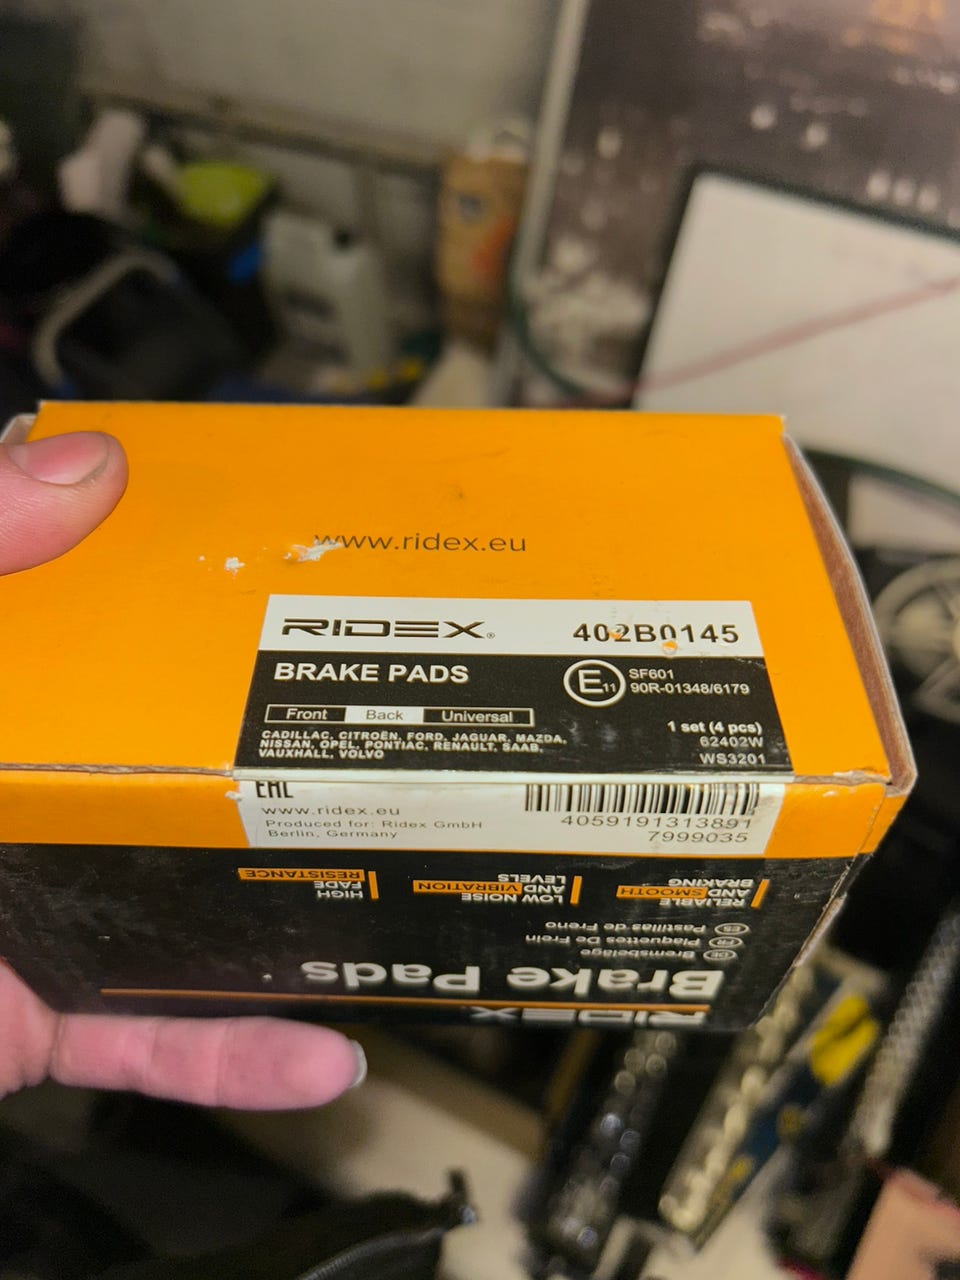 www.ridex.eu
RIDEX®
402B0145
BRAKE PADS
E11
SF601
90R-01348/6179
Front Back Universal
1 set (4 pcs)
62402W
WS3201
CADILLAC, CITROËN, FORD, JAGUAR, MAZDA,
NISSAN, OPEL, PONTIAC, RENAULT, SAAB,
VAUXHALL, VOLVO
EAC
www.ridex.eu
Produced for: Ridex GmbH
Berlin, Germany
4059191313891
7999035
RIDEX
Brake Pads
DE Bremsbeläge
FR Plaquettes De Frein
ES Pastillas de Freno
RELIABLE
AND SMOOTH
BRAKING
LOW NOISE
AND VIBRATION
LEVELS
HIGH
FADE
RESISTANCE